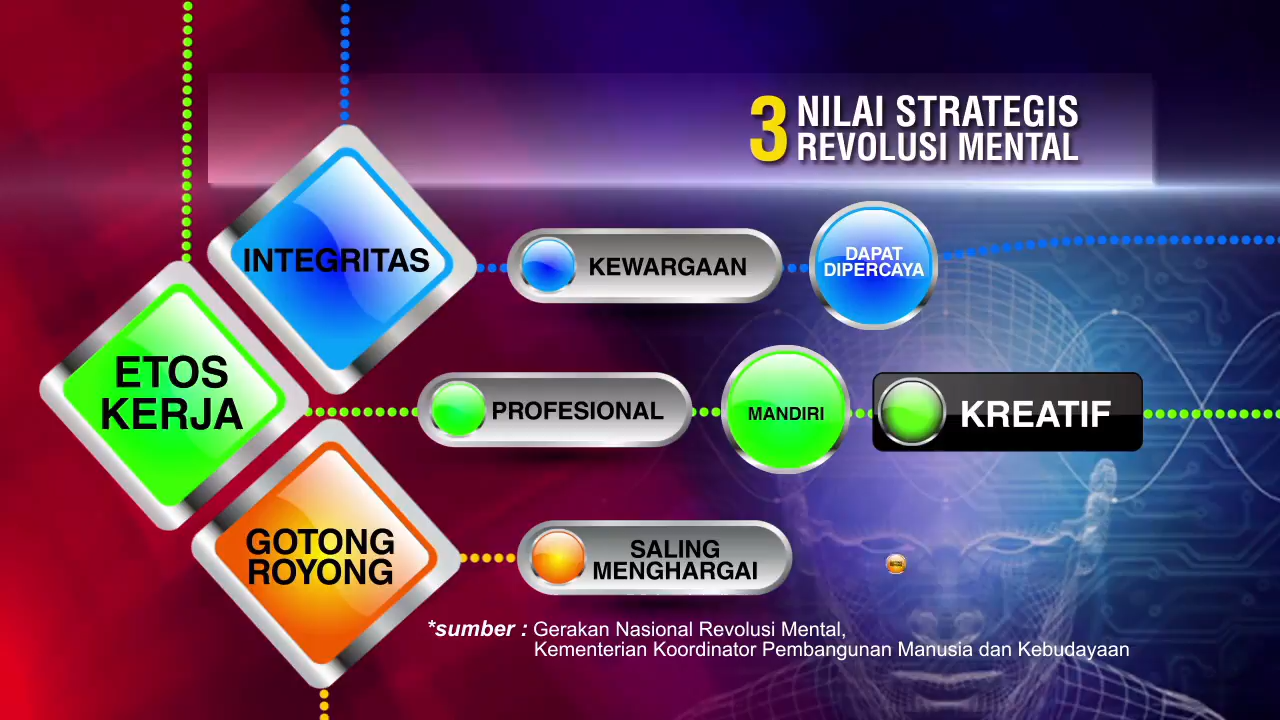 3 NILAI STRATEGIS
REVOLUSI MENTAL
INTEGRITAS
KEWARGAAN
DAPAT
DIPERCAYA
ETOS
KERJA
PROFESIONAL
MANDIRI
KREATIF
GOTONG
ROYONG
SALING
MENGHARGAI
*sumber : Gerakan Nasional Revolusi Mental,
Kementerian Koordinator Pembangunan Manusia dan Kebudayaan